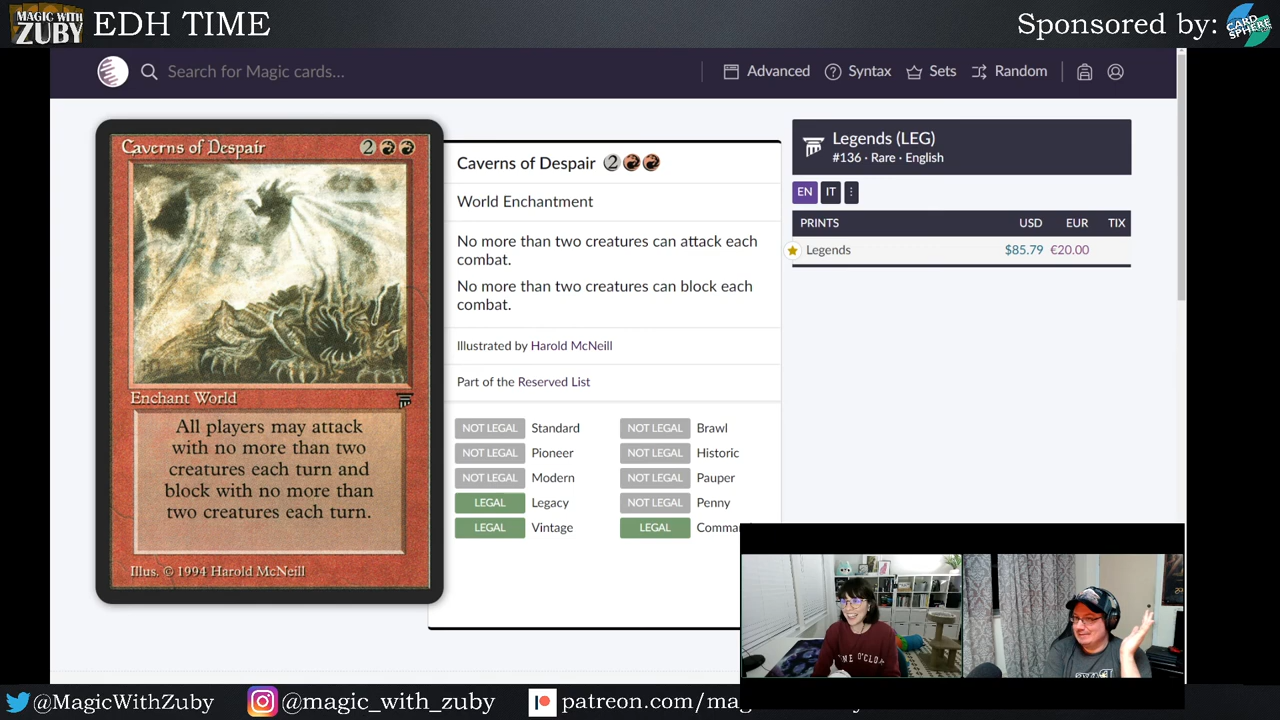 MAGIC WITH
ZUBY
EDH TIME
Sponsored by:
CARD
SPHERE
Search for Magic cards...
Advanced
Syntax
Sets
Random
Caverns of Despair 2
Enchant World
All players may attack
with no more than two
creatures each turn and
block with no more than
two creatures each turn.
Illus. © 1994 Harold McNeill
Caverns of Despair 2
World Enchantment
No more than two creatures can attack each
combat.
No more than two creatures can block each
combat.
Illustrated by Harold McNeill
Part of the Reserved List
NOT LEGAL Standard NOT LEGAL Brawl
NOT LEGAL Pioneer NOT LEGAL Historic
NOT LEGAL Modern NOT LEGAL Pauper
LEGAL Legacy NOT LEGAL Penny
LEGAL Vintage LEGAL Comma
Legends (LEG)
#136 · Rare · English
EN IT
PRINTS USD EUR TIX
Legends $85.79 €20.00
@MagicWithZuby
@magic_with_zuby
patreon.com/mag